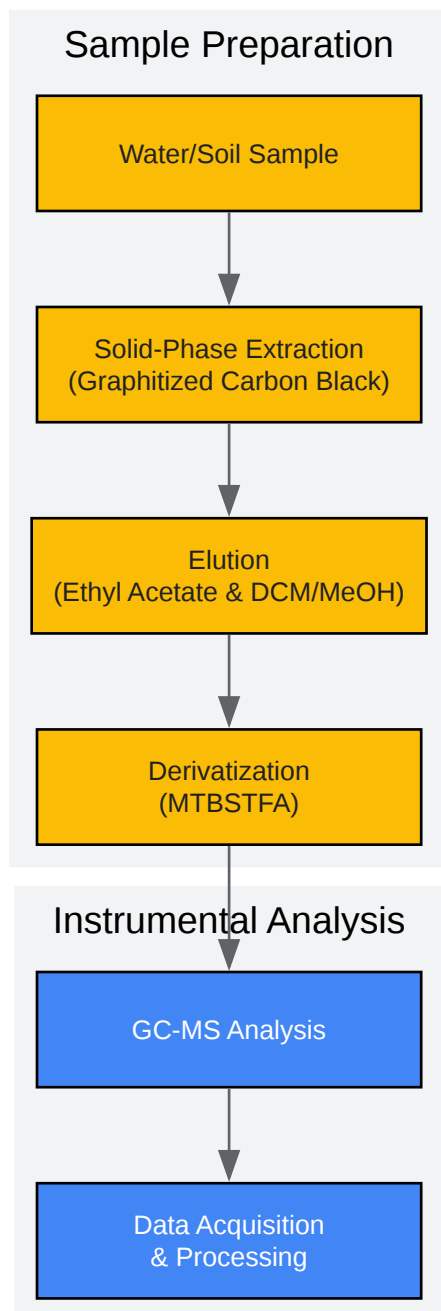 Sample Preparation
Water/Soil Sample
Solid-Phase Extraction
(Graphitized Carbon Black)
Elution
(Ethyl Acetate & DCM/MeOH)
Derivatization
(MTBSTFA)
Instrumental Analysis
GC-MS Analysis
Data Acquisition
& Processing